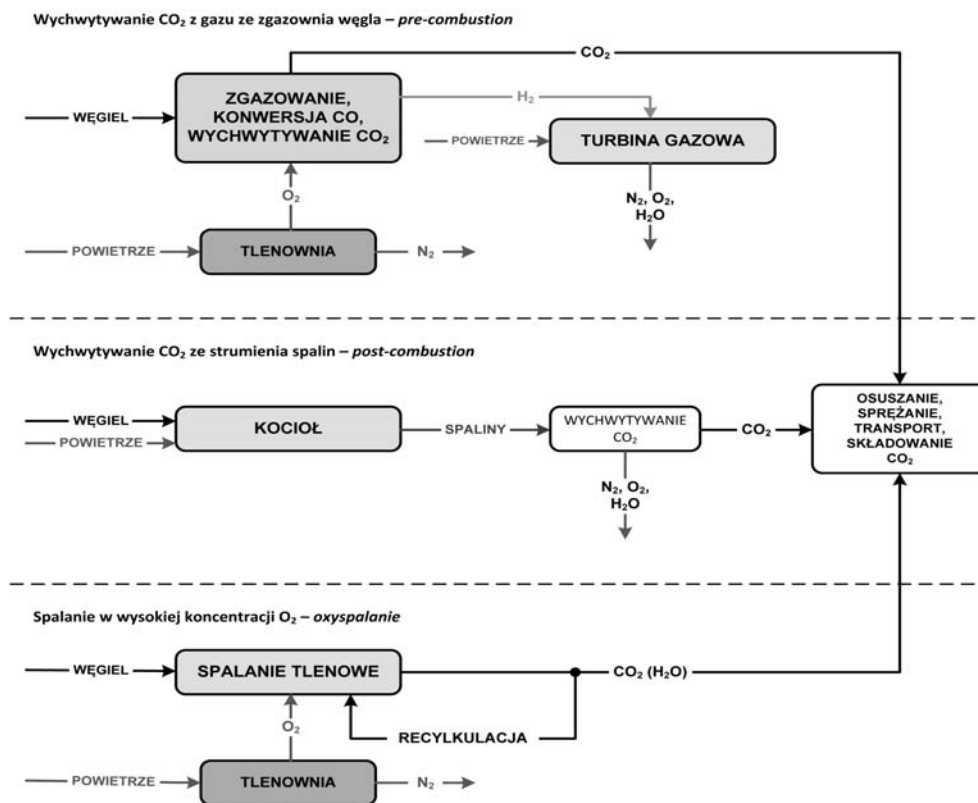 Wychwytywanie CO₂ z gazu ze zgazownia węgla – pre-combustion
CO₂
ZGAZOWANIE,
KONWERSJA CO,
WYCHWYTYWANIE CO₂
WĘGIEL
H₂
POWIETRZE
TURBINA GAZOWA
O₂
N₂, O₂,
H₂O
POWIETRZE
TLENOWNIA
N₂
Wychwytywanie CO₂ ze strumienia spalin – post-combustion
WĘGIEL
POWIETRZE
KOCIOŁ
SPALINY
WYCHWYTYWANIE
CO₂
CO₂
OSUSZANIE,
SPRĘŻANIE,
TRANSPORT,
SKŁADOWANIE
CO₂
N₂, O₂,
H₂O
Spalanie w wysokiej koncentracji O₂ – oxyspalanie
WĘGIEL
SPALANIE TLENOWE
CO₂ (H₂O)
O₂
RECYLKULACJA
POWIETRZE
TLENOWNIA
N₂